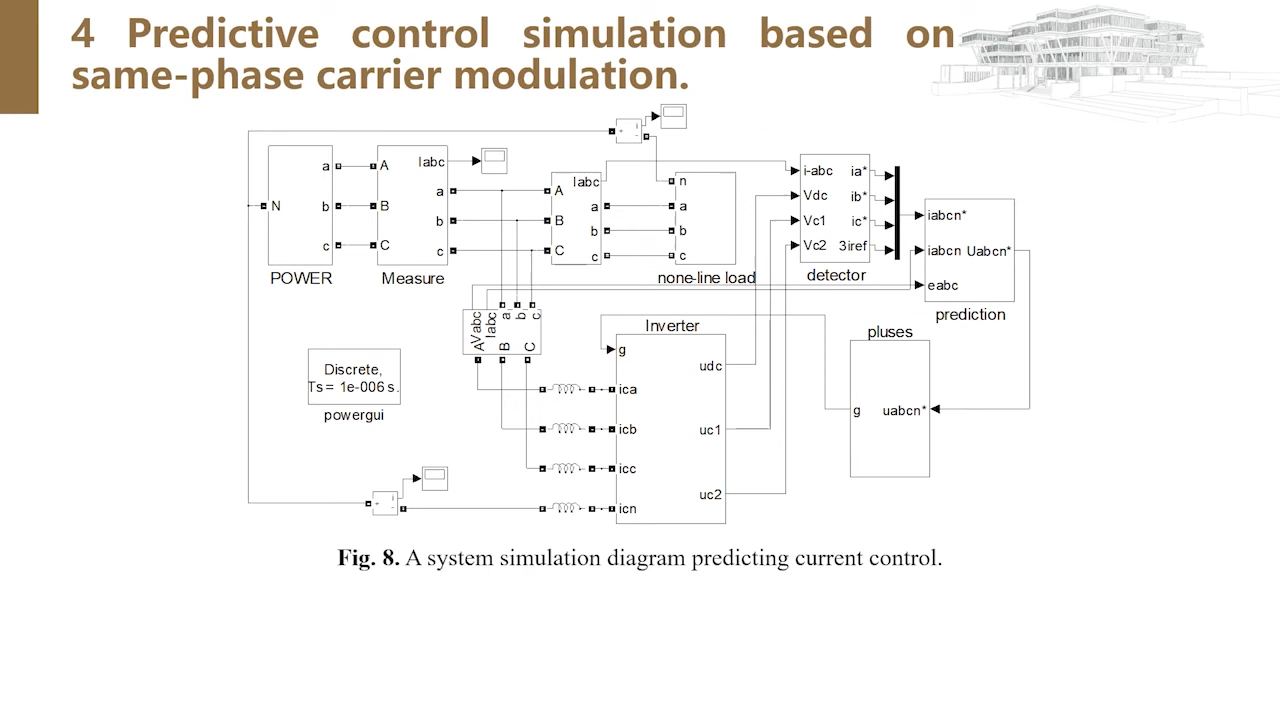 4 Predictive control simulation based on
same-phase carrier modulation.
a
b
c
N
POWER
A
B
C
Iabc
a
b
c
Measure
A
B
C
Iabc
a
b
c
n
a
b
c
none-line load
i-abc
Vdc
Vc1
Vc2
ia*
ib*
ic*
3iref
detector
iabcn*
iabcn
eabc
Uabcn*
prediction
Vabc
Iabc
a
b
c
A
B
C
Discrete,
Ts = 1e-006 s.
powergui
Inverter
g
ica
icb
icc
icn
udc
uc1
uc2
pluses
g
uabcn*
+
-
i
+
-
i
Fig. 8. A system simulation diagram predicting current control.